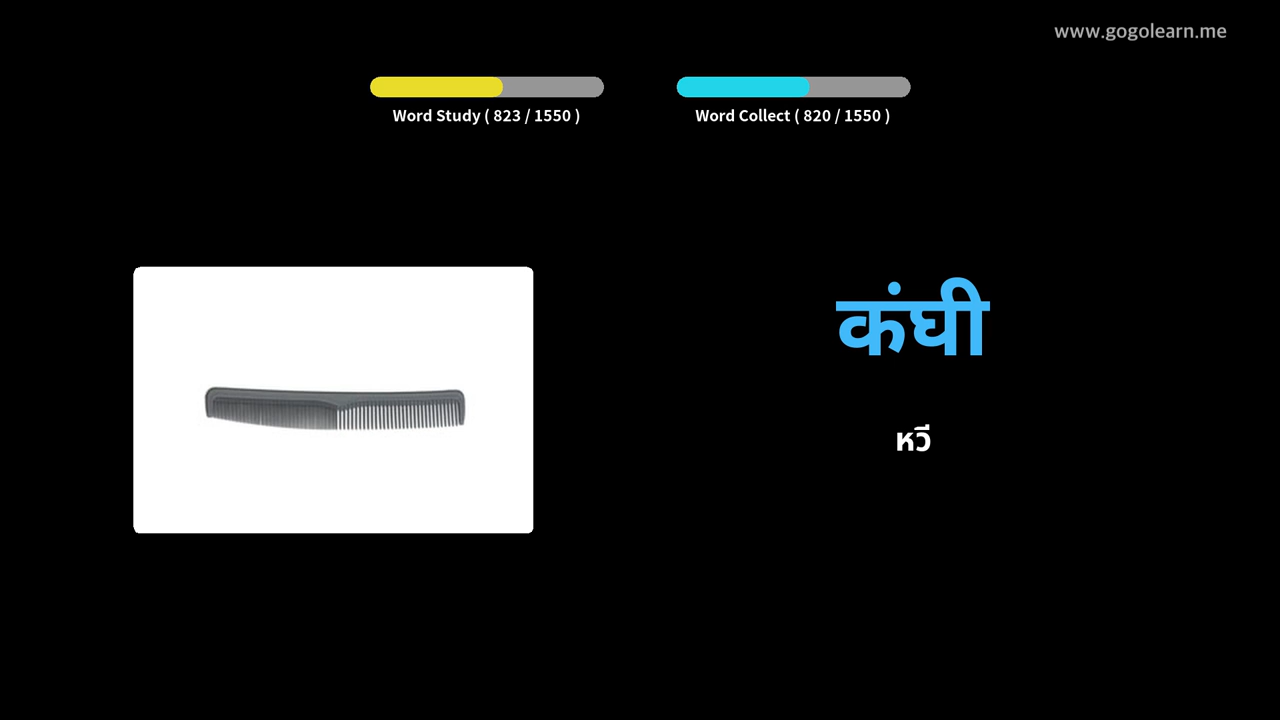 www.gogolearn.me
Word Study ( 823 / 1550 )
Word Collect ( 820 / 1550 )
कंघी
หวี